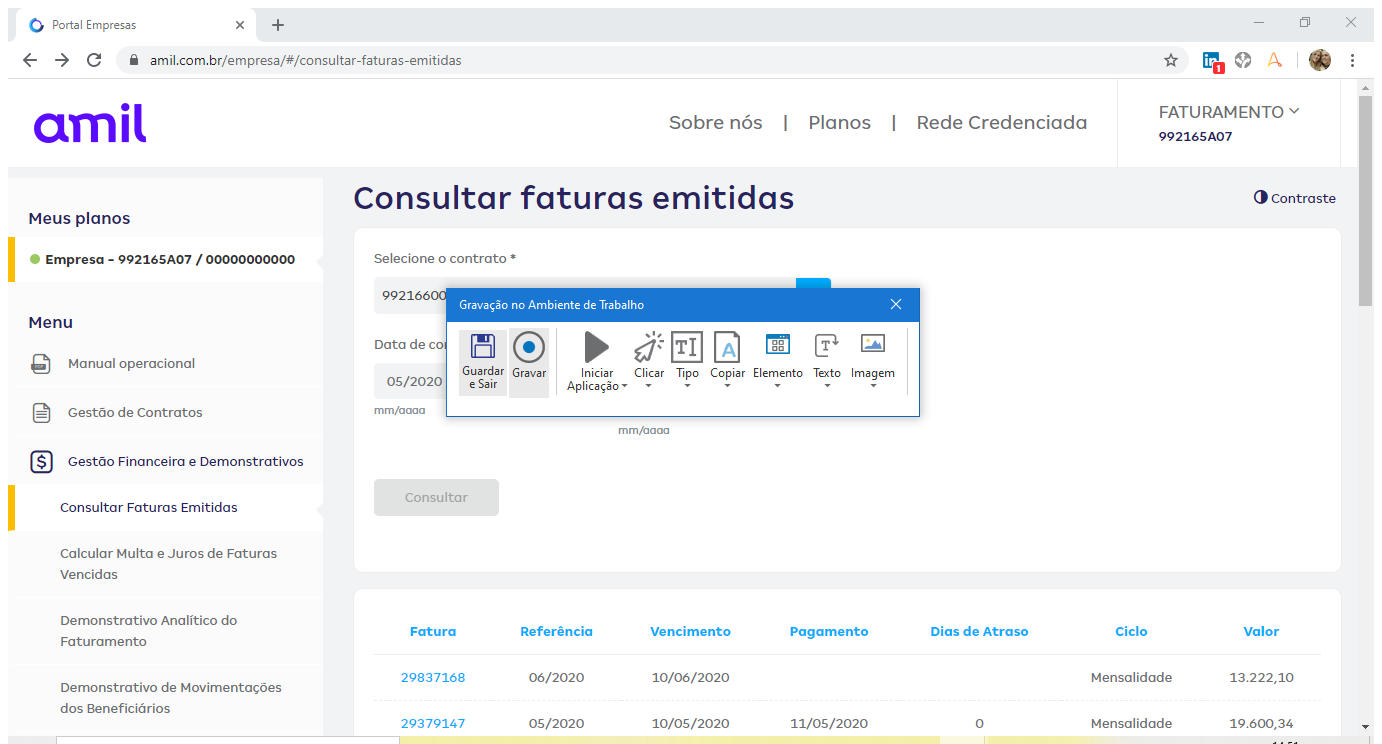 Portal Empresas
amil.com.br/empresa/#/consultar-faturas-emitidas
1
amil
Sobre nós | Planos | Rede Credenciada
FATURAMENTO
992165A07
Meus planos
Empresa - 992165A07 / 00000000000
Menu
Manual operacional
Gestão de Contratos
Gestão Financeira e Demonstrativos
Consultar Faturas Emitidas
Calcular Multa e Juros de Faturas
Vencidas
Demonstrativo Analítico do
Faturamento
Demonstrativo de Movimentações
dos Beneficiários
Consultar faturas emitidas
Contraste
Selecione o contrato *
99216600
Gravação no Ambiente de Trabalho
Guardar
e Sair
Gravar
Iniciar
Aplicação
Clicar
Tipo
Copiar
Elemento
Texto
Imagem
Data de
05/2020
mm/aaaa
mm/aaaa
Consultar
Fatura Referência Vencimento Pagamento Dias de Atraso Ciclo Valor
29837168 06/2020 10/06/2020 Mensalidade 13.222,10
29379147 05/2020 10/05/2020 11/05/2020 0 Mensalidade 19.600,34